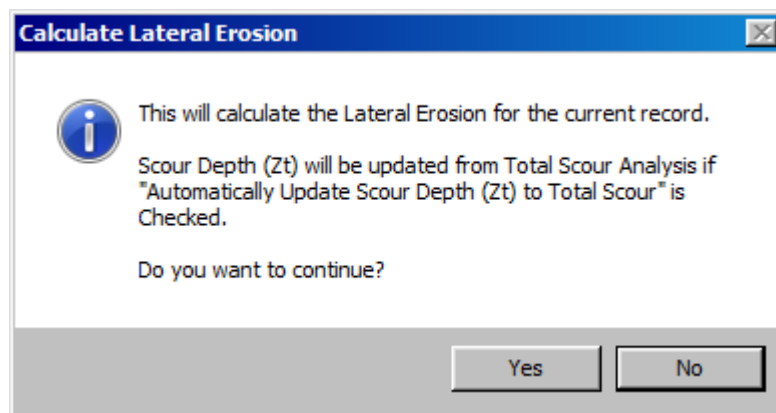 Calculate Lateral Erosion
This will calculate the Lateral Erosion for the current record.
Scour Depth (Zt) will be updated from Total Scour Analysis if
"Automatically Update Scour Depth (Zt) to Total Scour" is
Checked.
Do you want to continue?
Yes
No